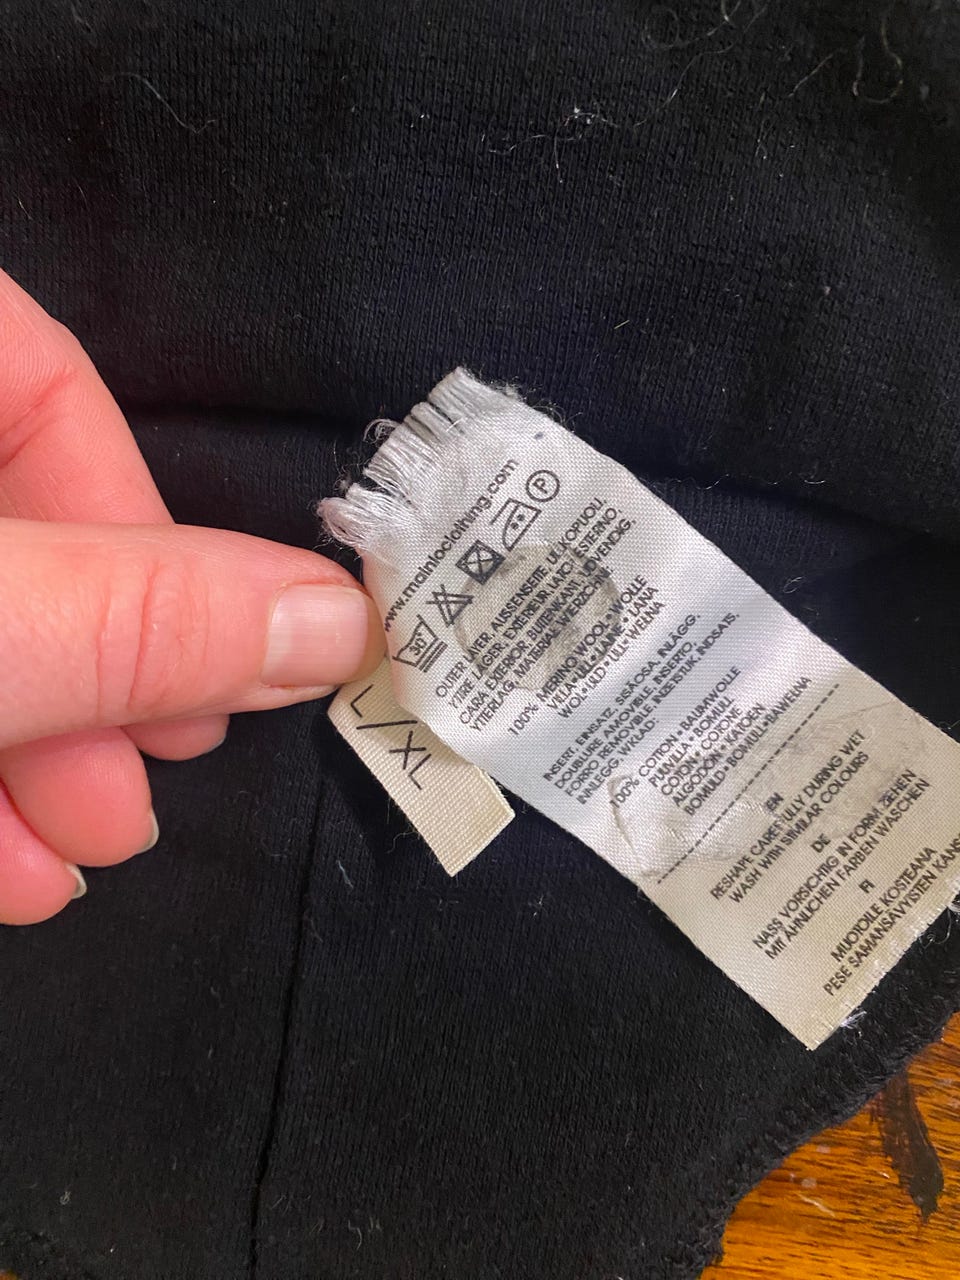 www.mainioclothing.com
30°
P
OUTER LAYER, AUSSENSEITE, ULKOPUOLI,
YTTRE LAGER, EXTERIEUR, ESTERNO,
CARA EXTERIOR, BUITENKANT, UDVENDIG,
YTTERLAG, MATERIAŁ WIERZCHNI:
100% MERINO WOOL•WOLLE
VILLA•ULL•LAINE•LANA
WOL•ULD•ULL•WEŁNA
INSERT, EINSATZ, SISÄOSA, INLÄGG,
DOUBLURE AMOVIBLE, INSERTO,
FORRO REMOVIBLE, INZETSTUK, INDSATS,
INNLEGG, WKŁAD:
100% COTTON•BAUMWOLLE
PUUVILLA•BOMULL
COTON•COTONE
ALGODÓN•KATOEN
BOMULD•BOMULL•BAWEŁNA
EN
RESHAPE CAREFULLY DURING WET
WASH WITH SIMILAR COLOURS
DE
NASS VORSICHTIG IN FORM ZIEHEN
MIT ÄHNLICHEN FARBEN WASCHEN
FI
MUOTOILE KOSTEANA
PESE SAMANSÄVYISTEN
L/XL